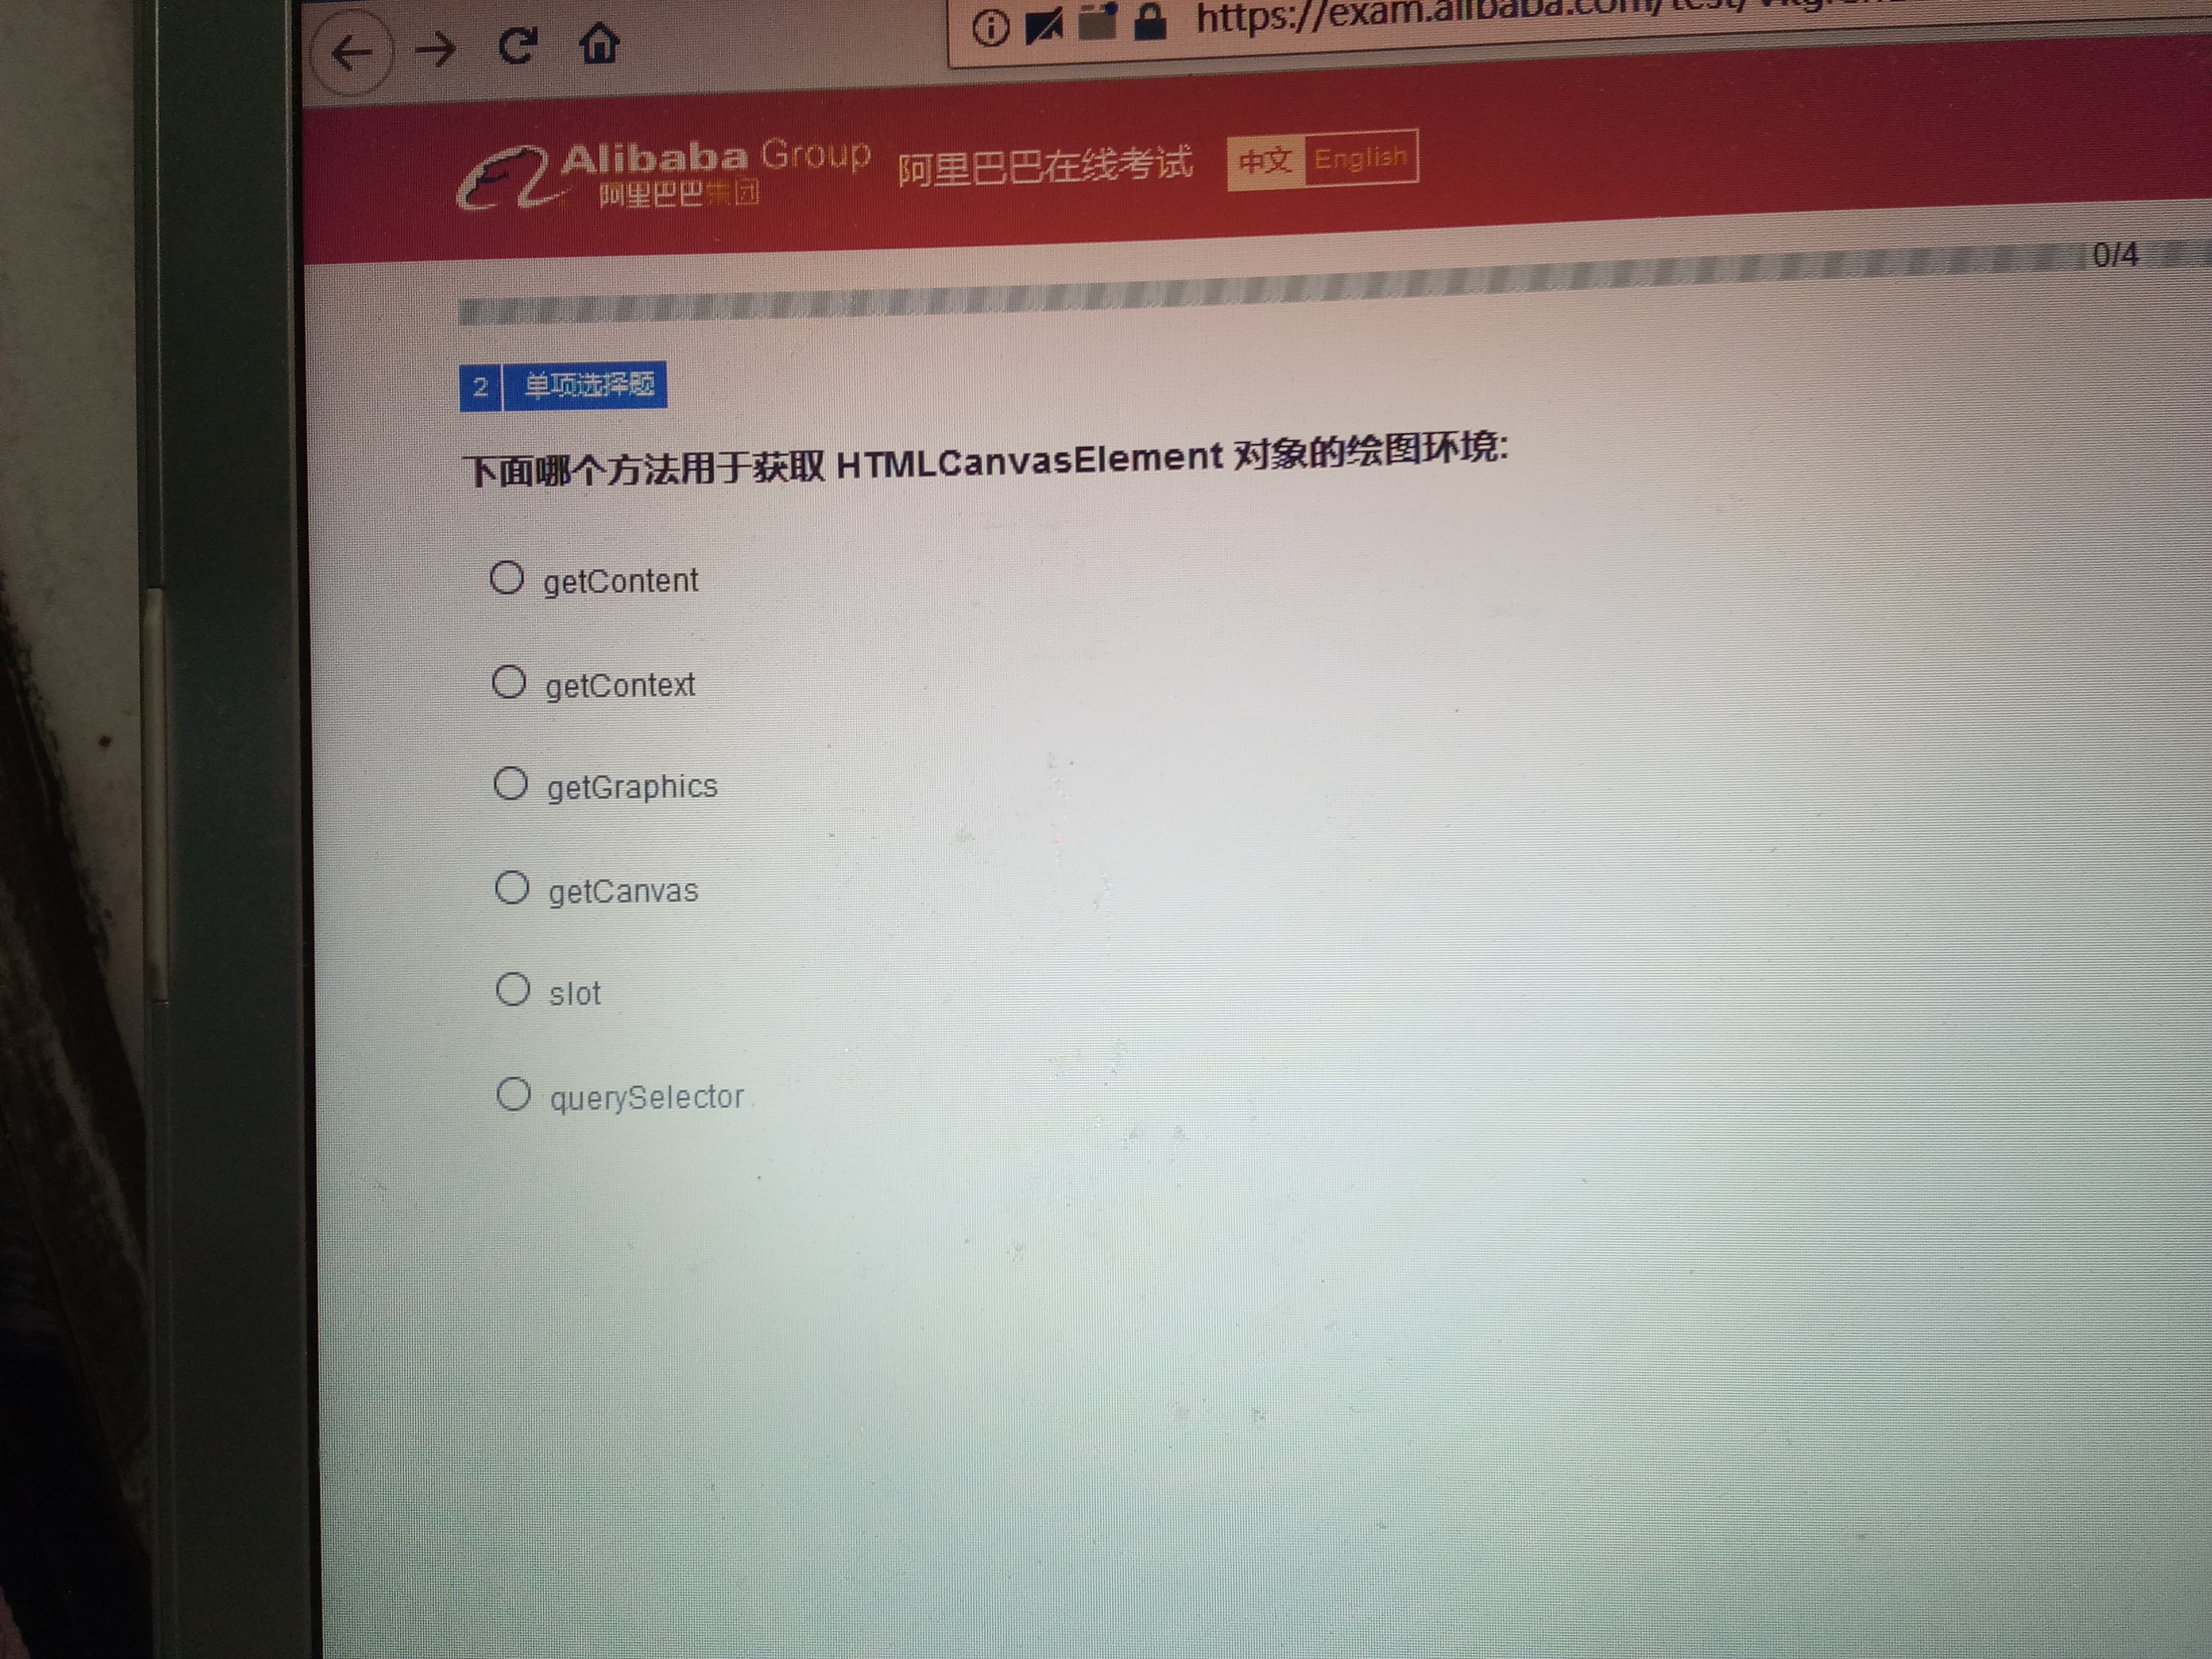 https://exam.alibaba.com/test/
Alibaba Group
阿里巴巴集团
阿里巴巴在线考试
中文 English
0/4
2 单项选择题
下面哪个方法用于获取 HTMLCanvasElement 对象的绘图环境:
getContent
getContext
getGraphics
getCanvas
slot
querySelector